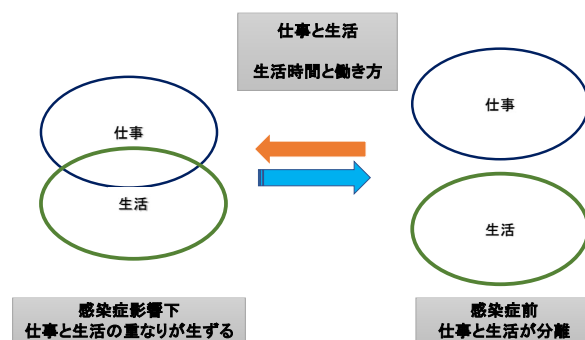 仕事と生活
生活時間と働き方
仕事
生活
仕事
生活
感染症影響下
仕事と生活の重なりが生ずる
感染症前
仕事と生活が分離